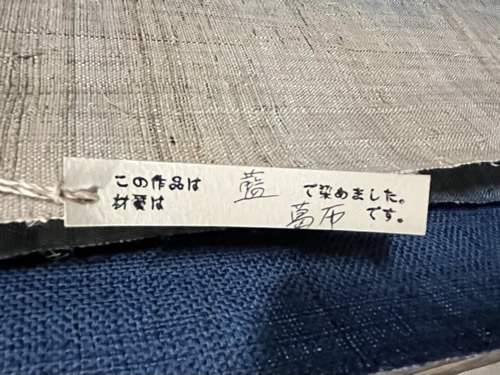 この作品は 藍 で染めました。
材質は 葛布 です。